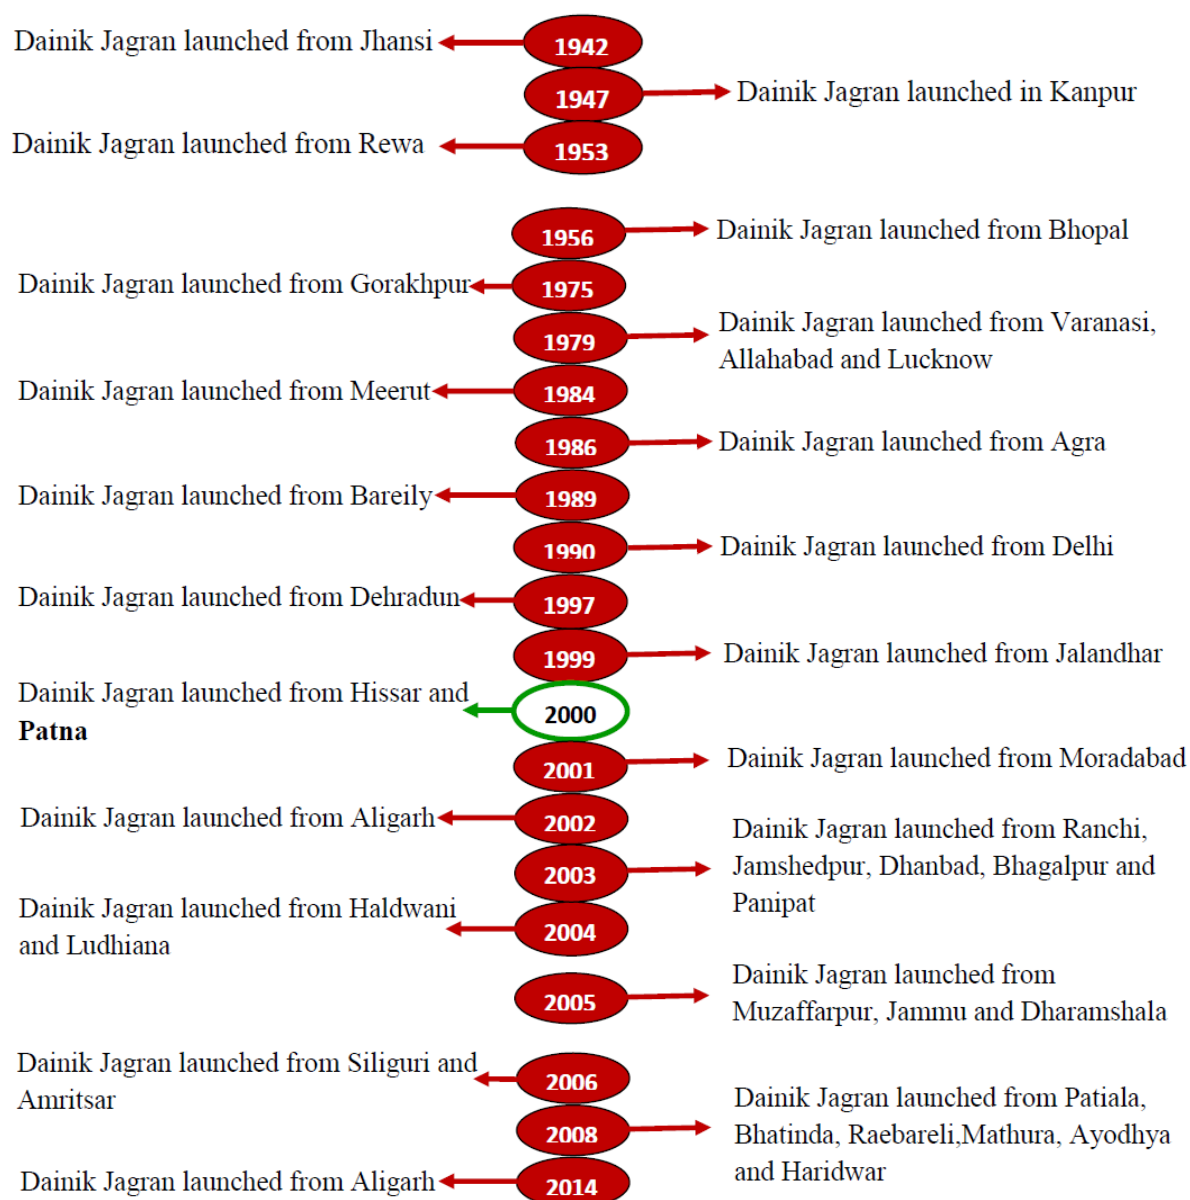 Dainik Jagran launched from Jhansi
1942
1947
Dainik Jagran launched in Kanpur
Dainik Jagran launched from Rewa
1953
1956
Dainik Jagran launched from Bhopal
Dainik Jagran launched from Gorakhpur
1975
1979
Dainik Jagran launched from Varanasi,
Allahabad and Lucknow
Dainik Jagran launched from Meerut
1984
1986
Dainik Jagran launched from Agra
Dainik Jagran launched from Bareily
1989
1990
Dainik Jagran launched from Delhi
Dainik Jagran launched from Dehradun
1997
1999
Dainik Jagran launched from Jalandhar
Dainik Jagran launched from Hissar and
Patna
2000
2001
Dainik Jagran launched from Moradabad
Dainik Jagran launched from Aligarh
2002
2003
Dainik Jagran launched from Ranchi,
Jamshedpur, Dhanbad, Bhagalpur and
Panipat
Dainik Jagran launched from Haldwani
and Ludhiana
2004
2005
Dainik Jagran launched from
Muzaffarpur, Jammu and Dharamshala
Dainik Jagran launched from Siliguri and
Amritsar
2006
2008
Dainik Jagran launched from Patiala,
Bhatinda, Raebareli,Mathura, Ayodhya
and Haridwar
Dainik Jagran launched from Aligarh
2014